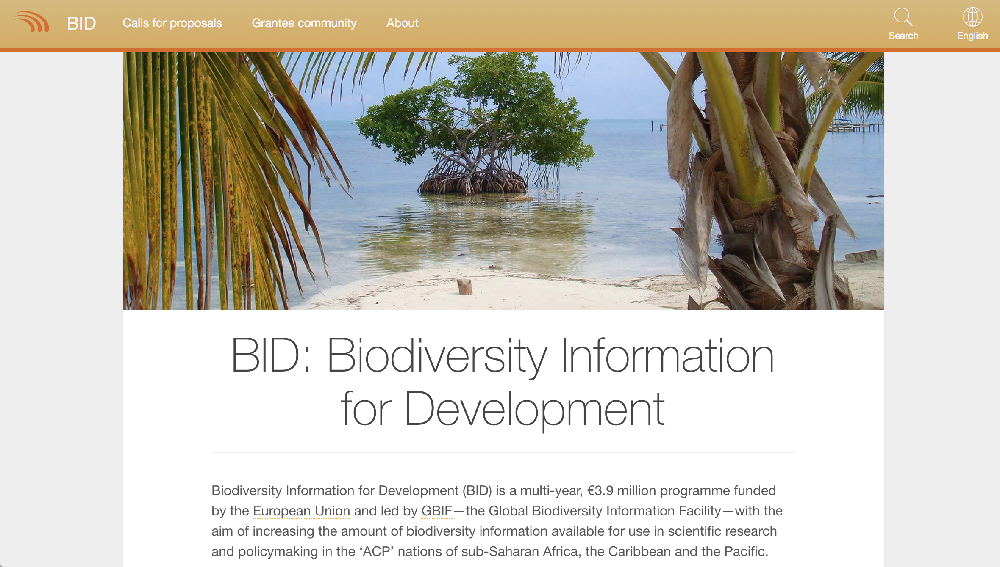 BID
Calls for proposals
Grantee community
About
Search
English
BID: Biodiversity Information
for Development
Biodiversity Information for Development (BID) is a multi-year, €3.9 million programme funded
by the European Union and led by GBIF—the Global Biodiversity Information Facility—with the
aim of increasing the amount of biodiversity information available for use in scientific research
and policymaking in the ‘ACP’ nations of sub-Saharan Africa, the Caribbean and the Pacific.